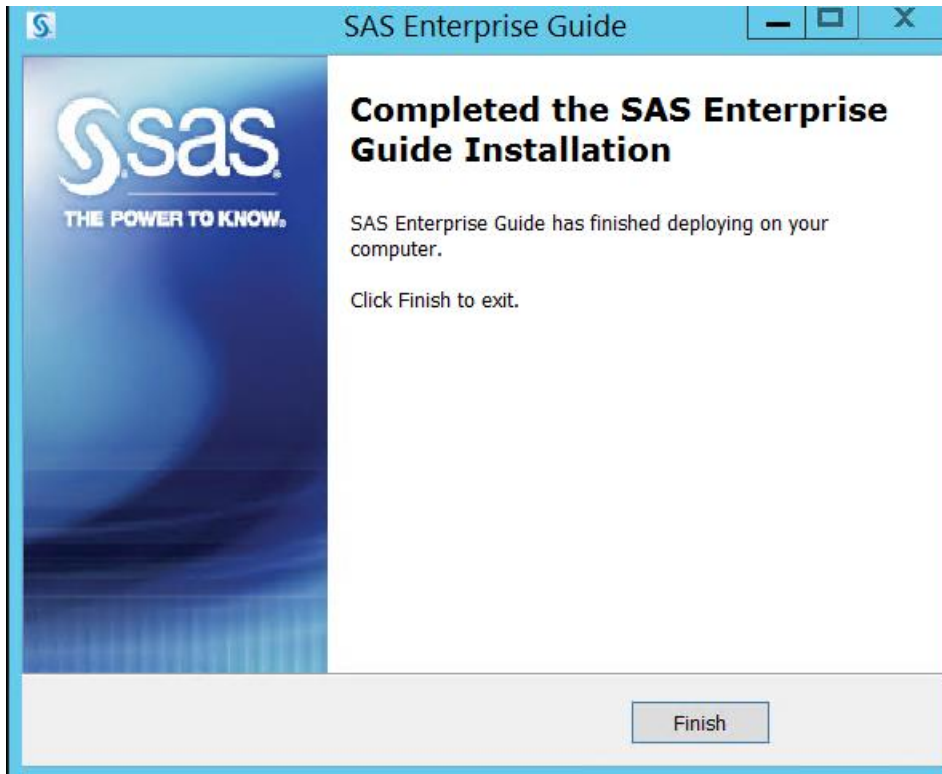 SAS Enterprise Guide
sas
THE POWER TO KNOW.
Completed the SAS Enterprise
Guide Installation
SAS Enterprise Guide has finished deploying on your
computer.
Click Finish to exit.
Finish